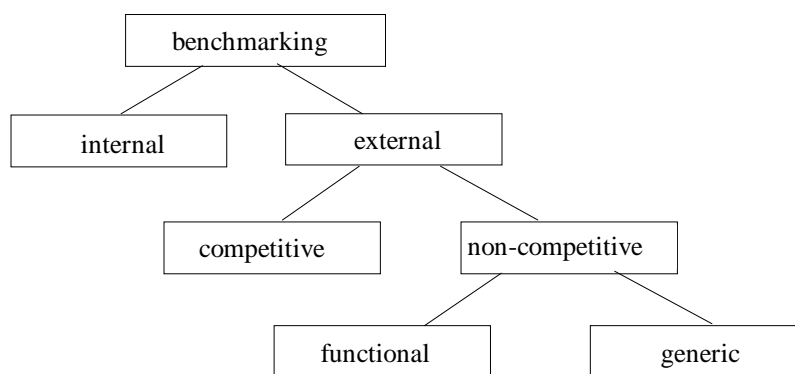 benchmarking
internal
external
competitive
non-competitive
functional
generic